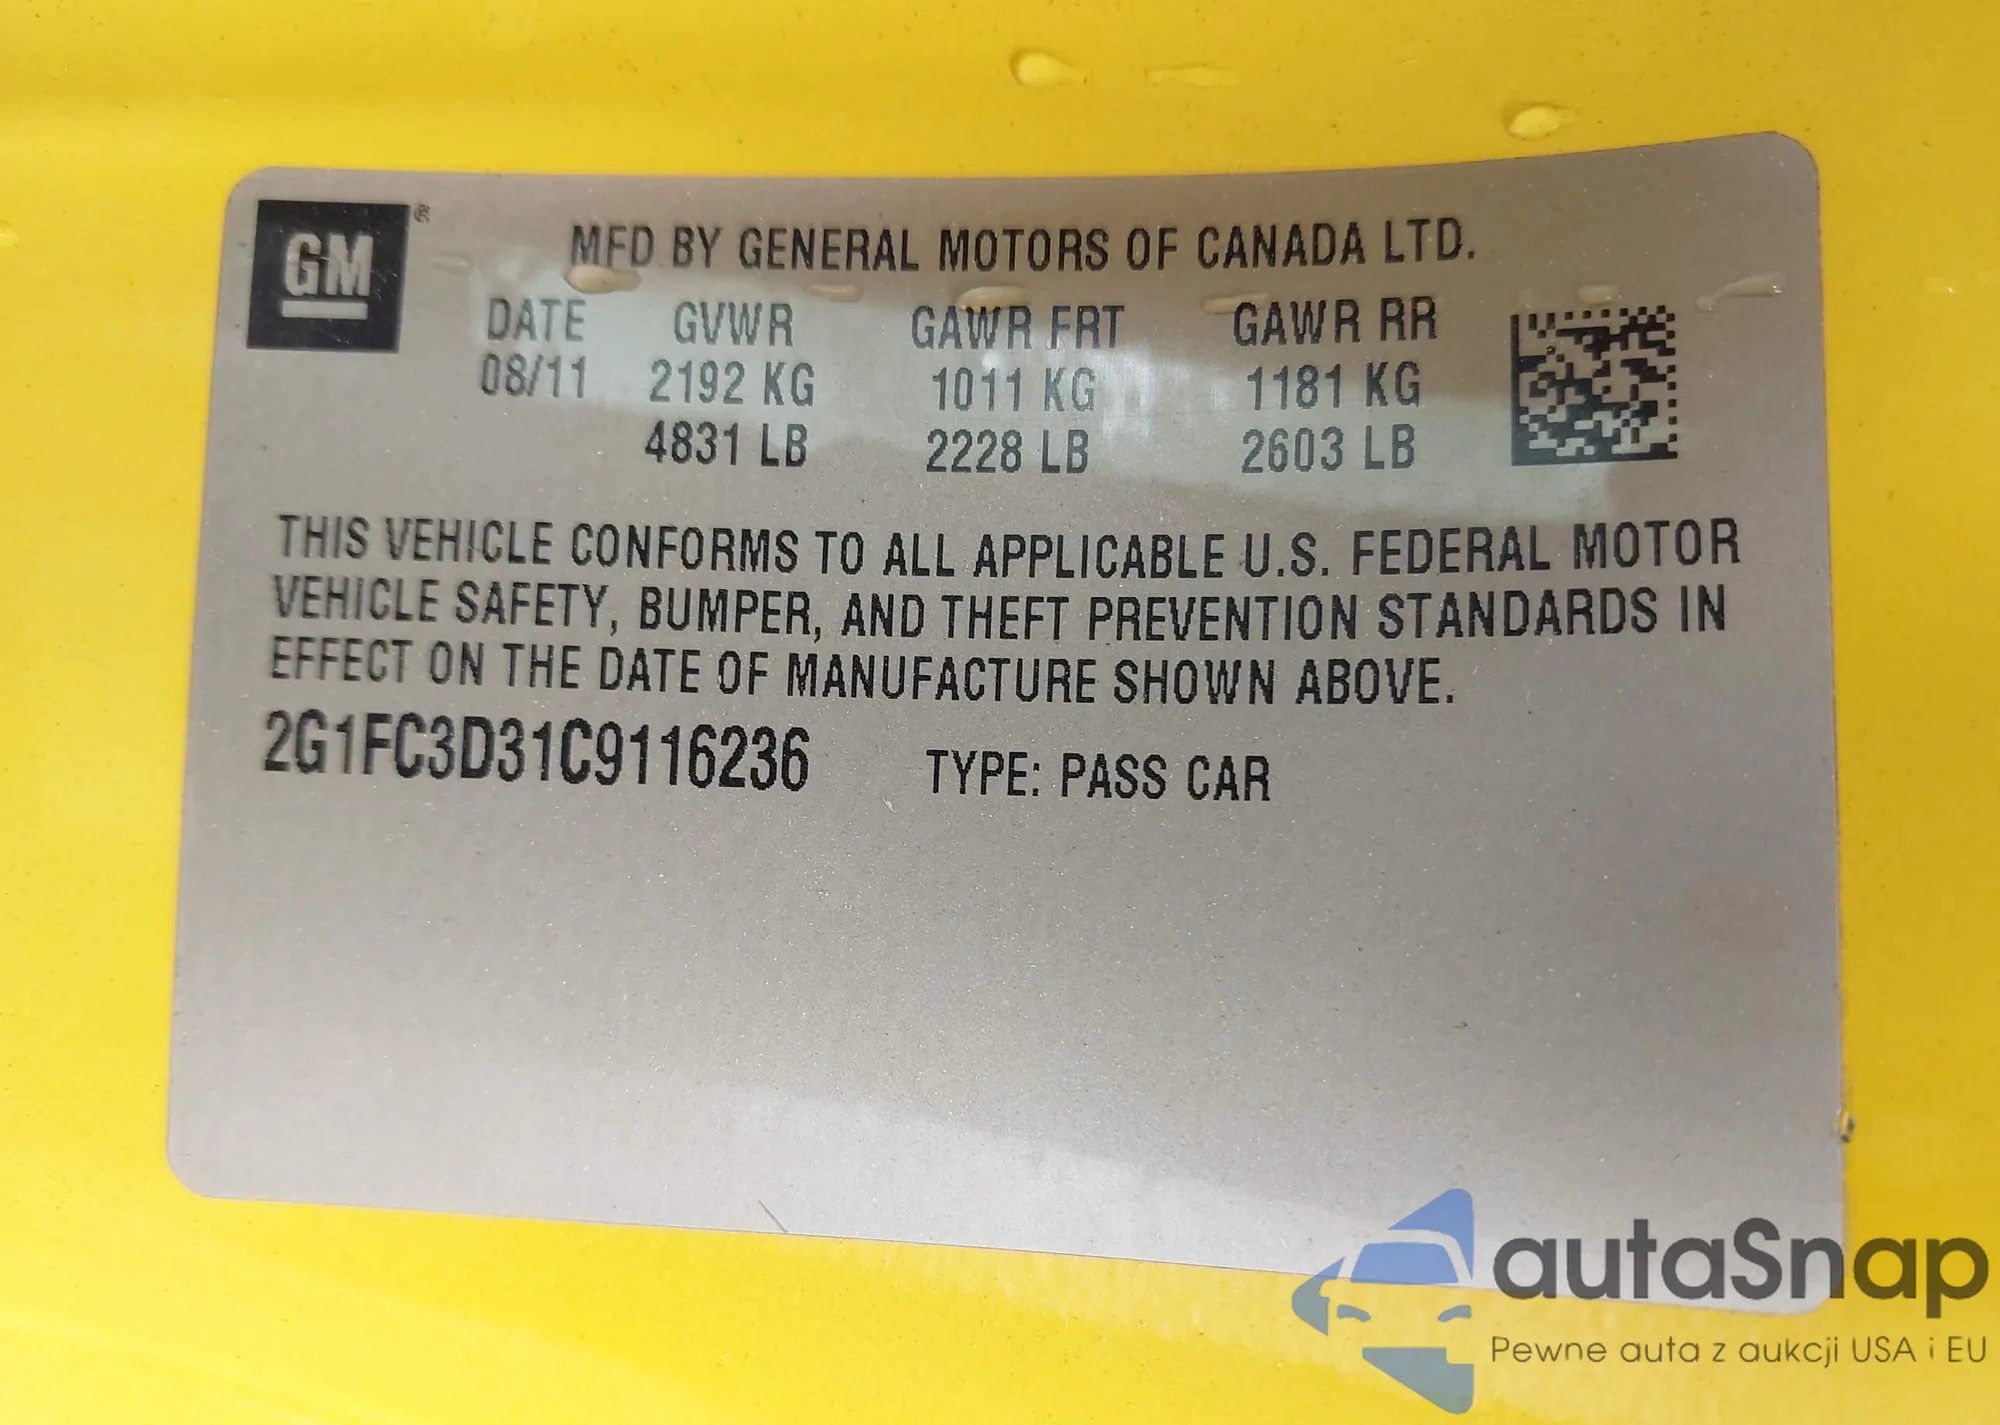 GM ®
MFD BY GENERAL MOTORS OF CANADA LTD.
DATE GVWR GAWR FRT GAWR RR
08/11 2192 KG 1011 KG 1181 KG
4831 LB 2228 LB 2603 LB
THIS VEHICLE CONFORMS TO ALL APPLICABLE U.S. FEDERAL MOTOR
VEHICLE SAFETY, BUMPER, AND THEFT PREVENTION STANDARDS IN
EFFECT ON THE DATE OF MANUFACTURE SHOWN ABOVE.
2G1FC3D31C9116236 TYPE: PASS CAR
autaSnap
Pewne auta z aukcji USA i EU